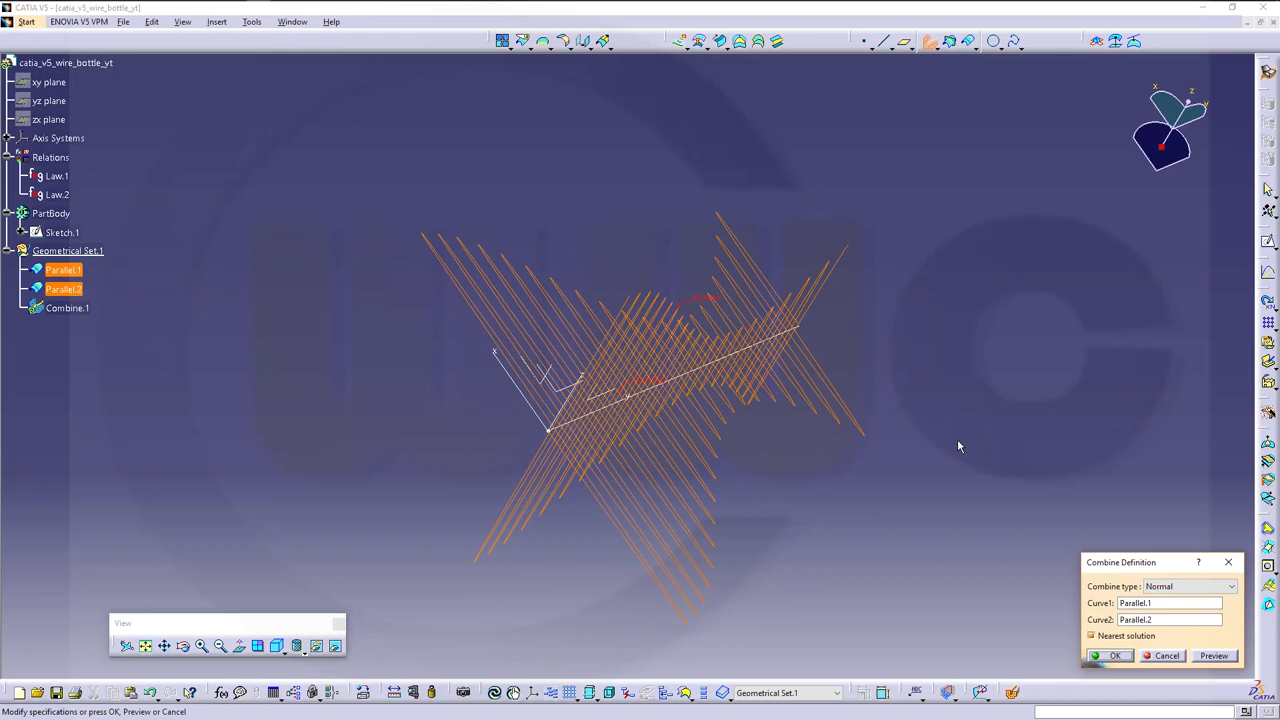 CATIA V5 - [catia_v5_wire_bottle_yt]
Start
ENOVIA V5 VPM
File
Edit
View
Insert
Tools
Window
Help
catia_v5_wire_bottle_yt
xy plane
yz plane
zx plane
Axis Systems
Relations
Law.1
Law.2
PartBody
Sketch.1
Geometrical Set.1
Parallel.1
Parallel.2
Combine.1
x
z
y
x
z
y
Combine Definition
? 
Combine type : Normal
Curve1: Parallel.1
Curve2: Parallel.2
Nearest solution
OK
Cancel
Preview
View
f(x)
ABC
Geometrical Set.1
CATIA
Modify specifications or press OK, Preview or Cancel